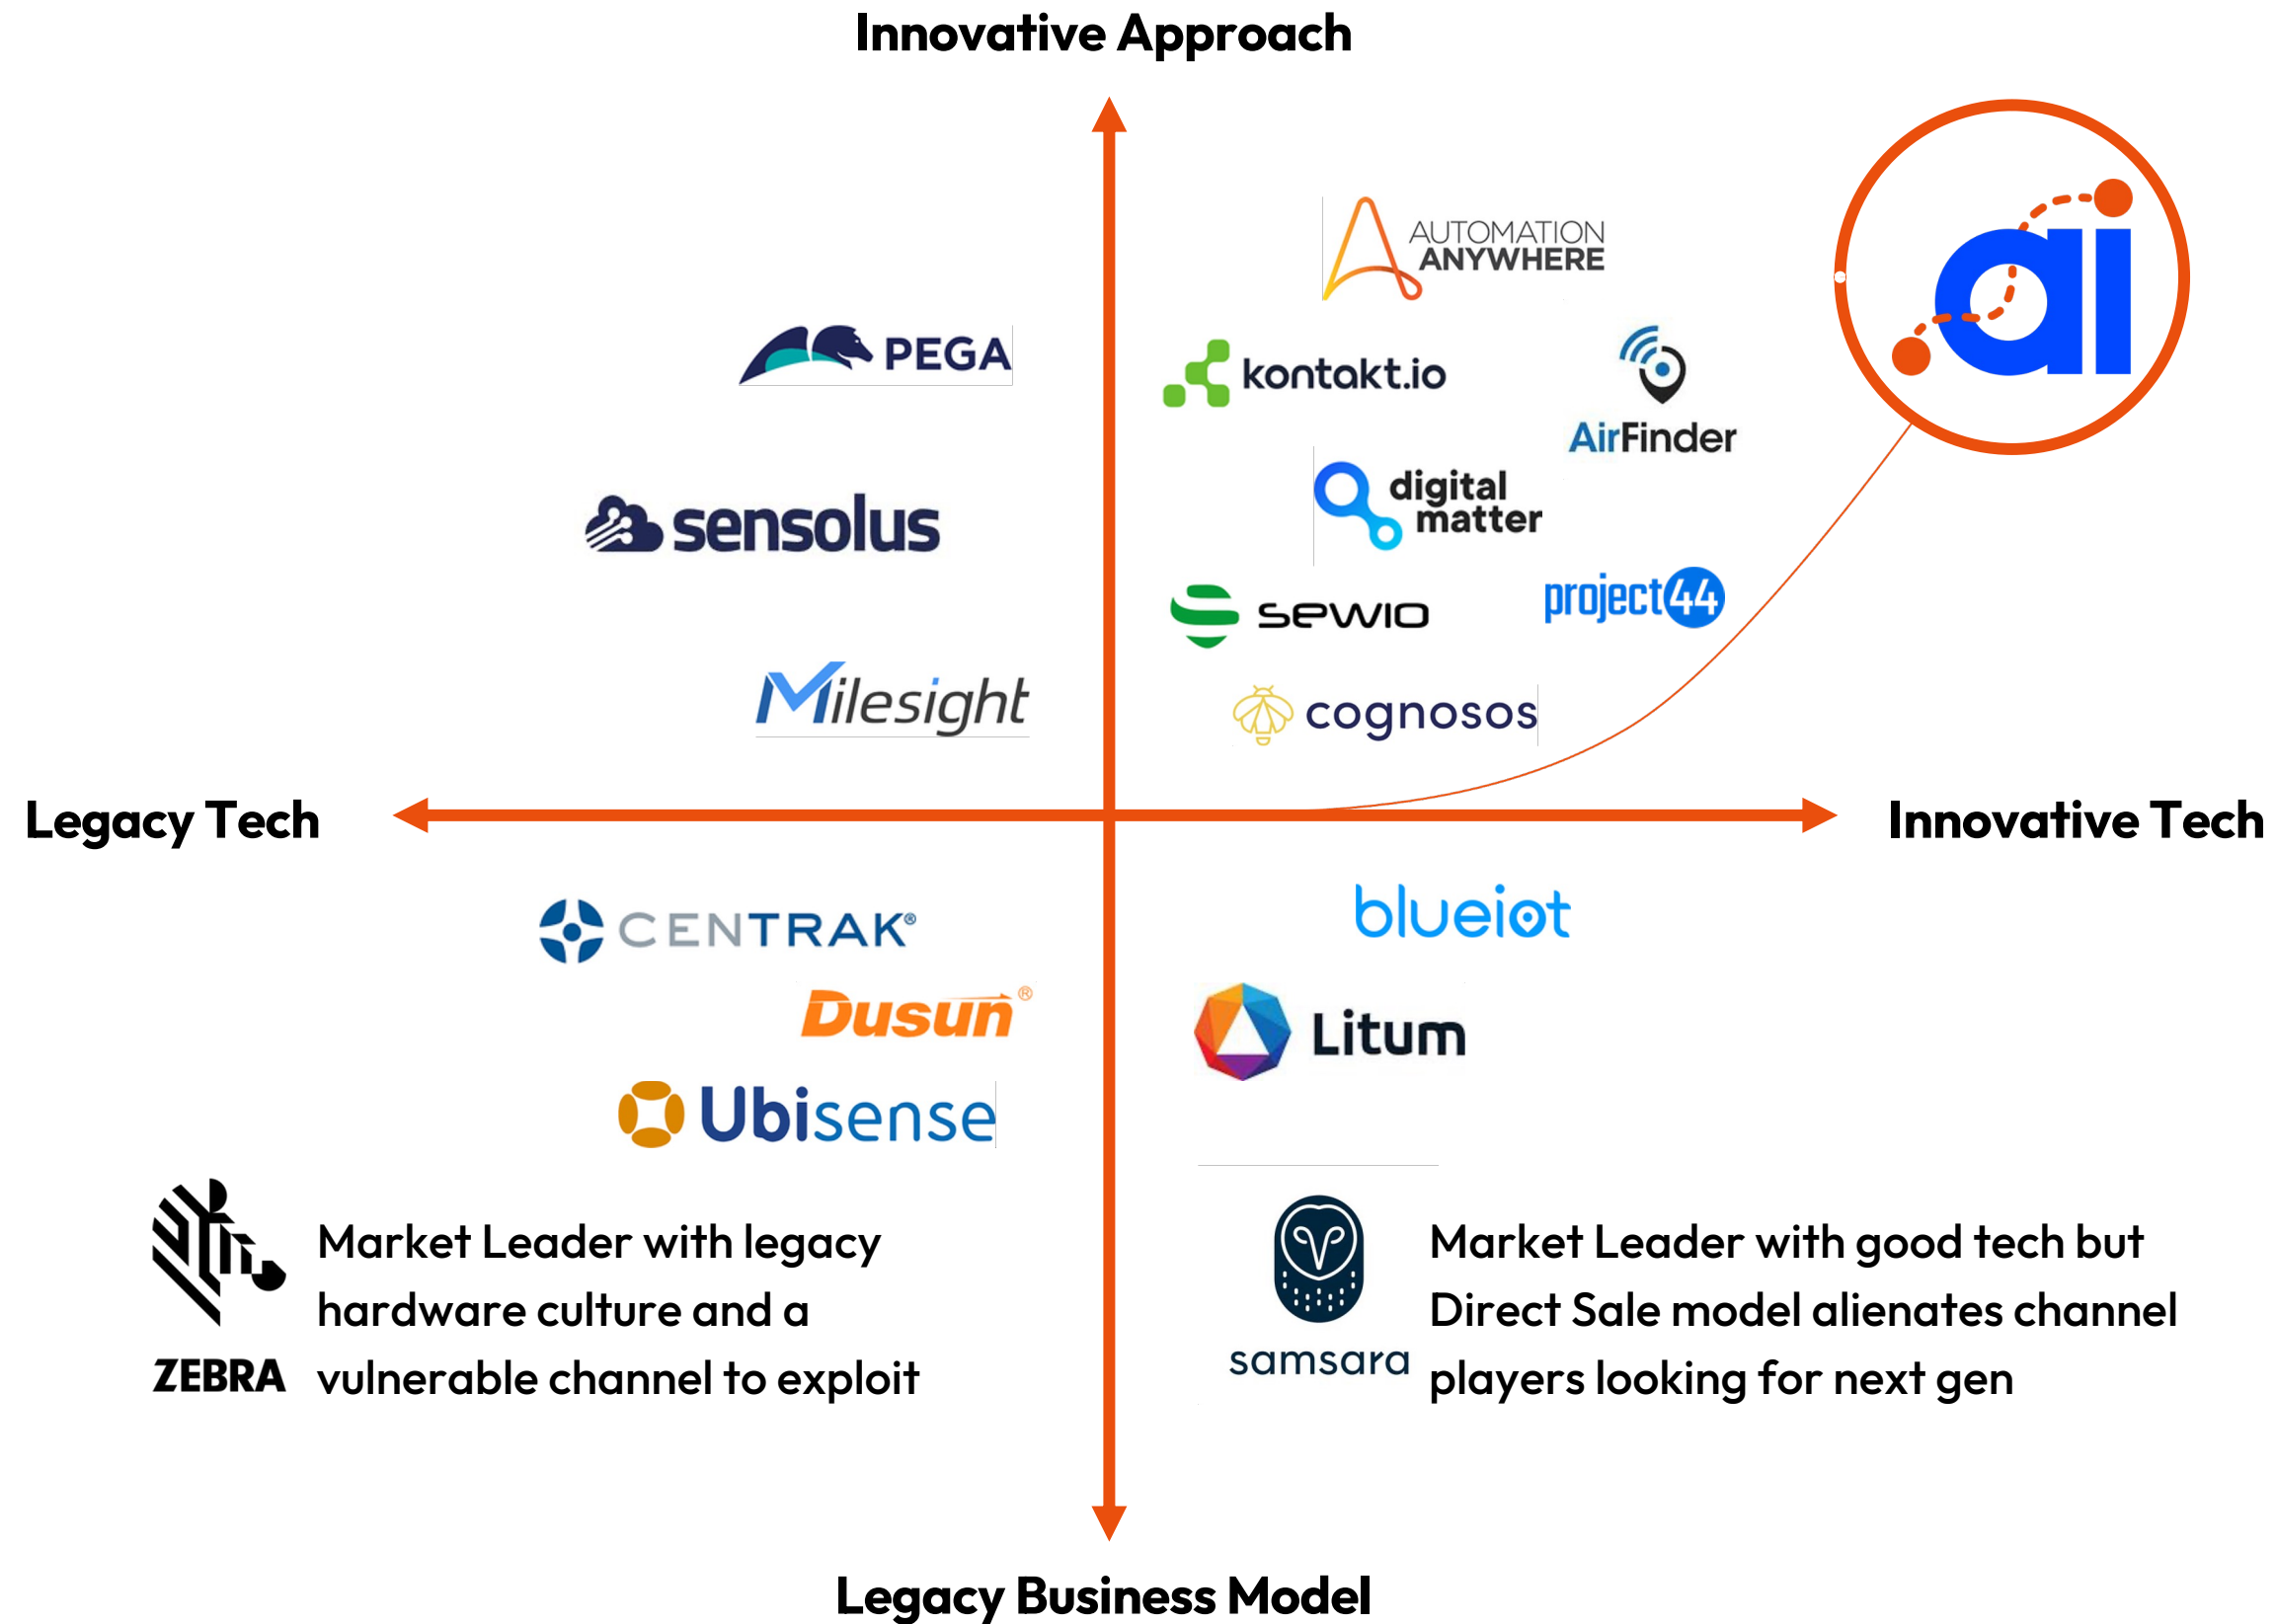 Innovative Approach
AUTOMATION
ANYWHERE
ai
PEGA
kontakt.io
AirFinder
digital
matter
sensolus
project44
sewio
Milesight
cognosos
Legacy Tech
Innovative Tech
CENTRAK®
blueiot
Dusun®
Litum
Ubisense
Market Leader with legacy
hardware culture and a
vulnerable channel to exploit
ZEBRA
Market Leader with good tech but
Direct Sale model alienates channel
players looking for next gen
samsara
Legacy Business Model